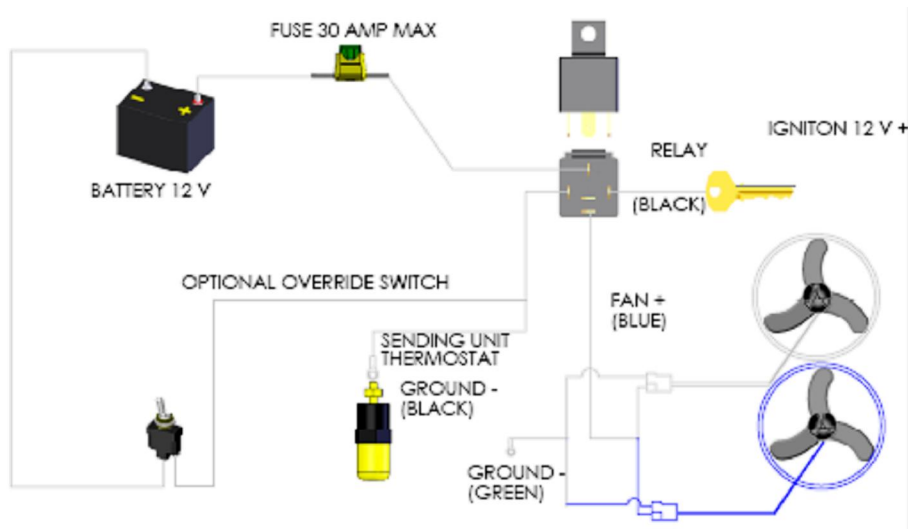 FUSE 30 AMP MAX
IGNITON 12 V +
RELAY
BATTERY 12 V
(BLACK)
OPTIONAL OVERRIDE SWITCH
FAN +
(BLUE)
SENDING UNIT
THERMOSTAT
GROUND -
(BLACK)
GROUND -
(GREEN)